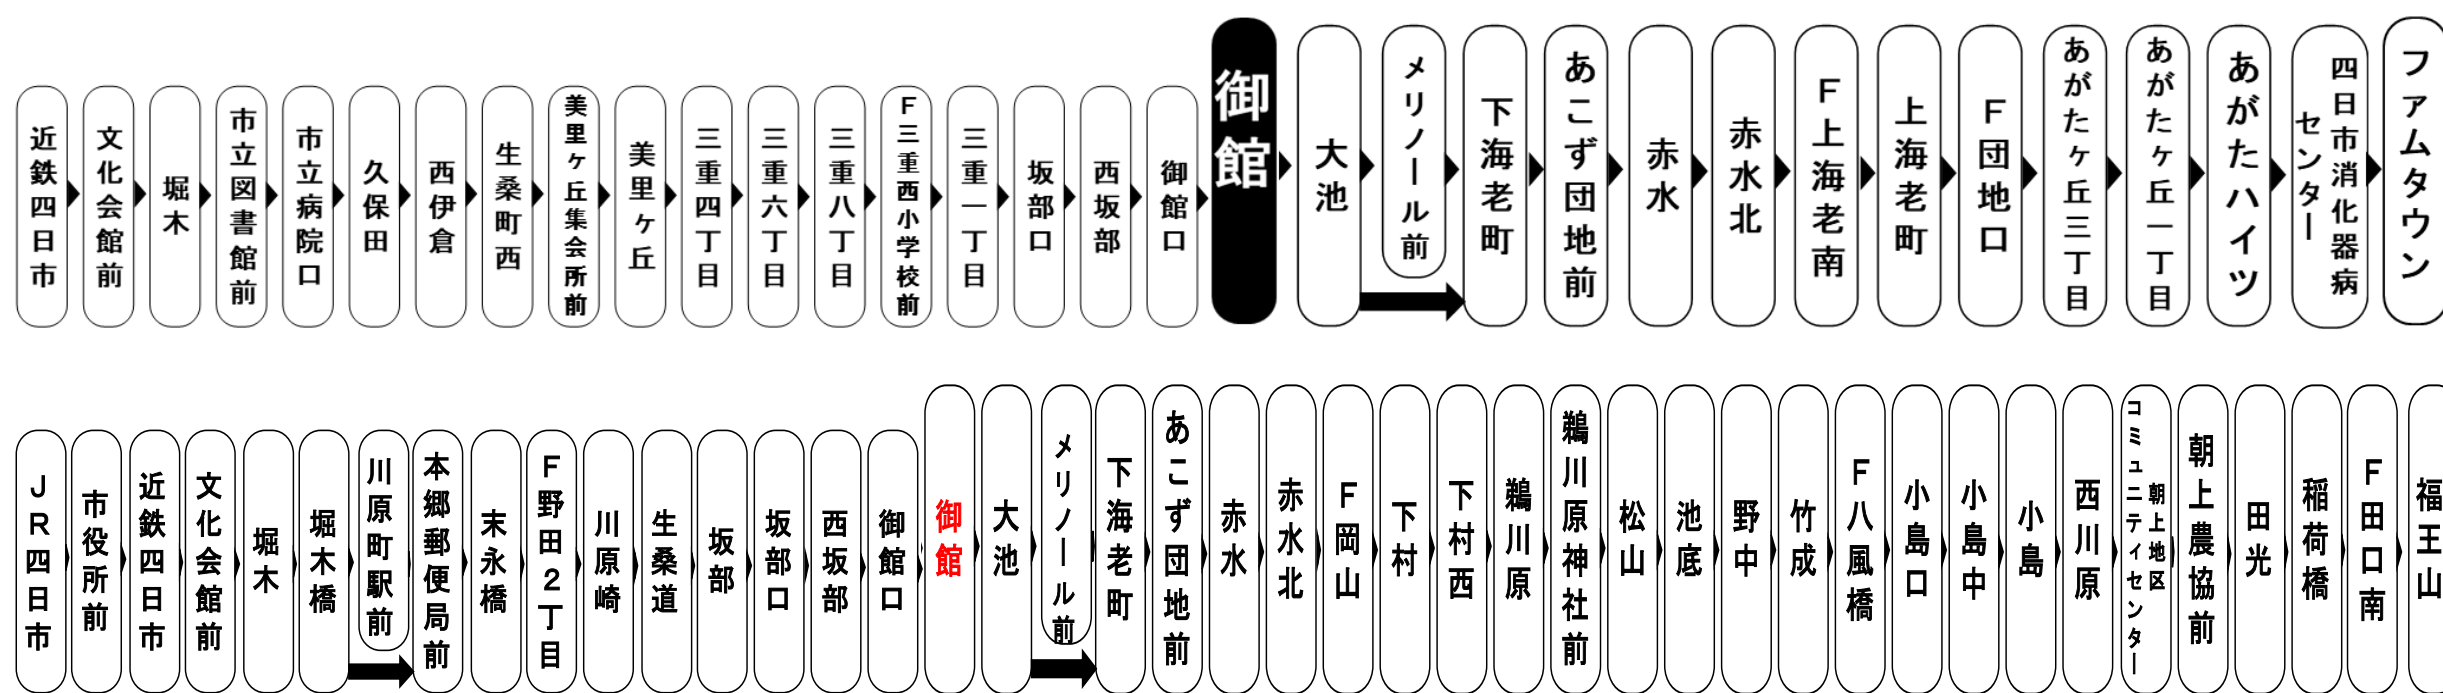 近鉄四日市
文化会館前
堀木
市立図書館前
市立病院口
久保田
西伊倉
生桑町西
美里ヶ丘集会所前
美里ヶ丘
三重四丁目
三重六丁目
三重八丁目
F三重西小学校前
三重一丁目
坂部口
西坂部
御館口
御館
大池
メリノール前
下海老町
あこず団地前
赤水
赤水北
F上海老南
上海老町
F団地口
あがたヶ丘三丁目
あがたヶ丘一丁目
あがたハイツ
四日市消化器病
センター
ファムタウン
JR四日市
市役所前
近鉄四日市
文化会館前
堀木
堀木橋
川原町駅前
本郷郵便局前
末永橋
F野田2丁目
川原崎
生桑道
坂部
坂部口
西坂部
御館口
御館
大池
メリノール前
下海老町
あこず団地前
赤水
赤水北
F岡山
下村
下村西
鵜川原
鵜川原神社前
松山
池底
野中
竹成
F八風橋
小島口
小島中
小島
西川原
朝上地区
コミュニティセンター
朝上農協前
田光
稲荷橋
F田口南
福王山